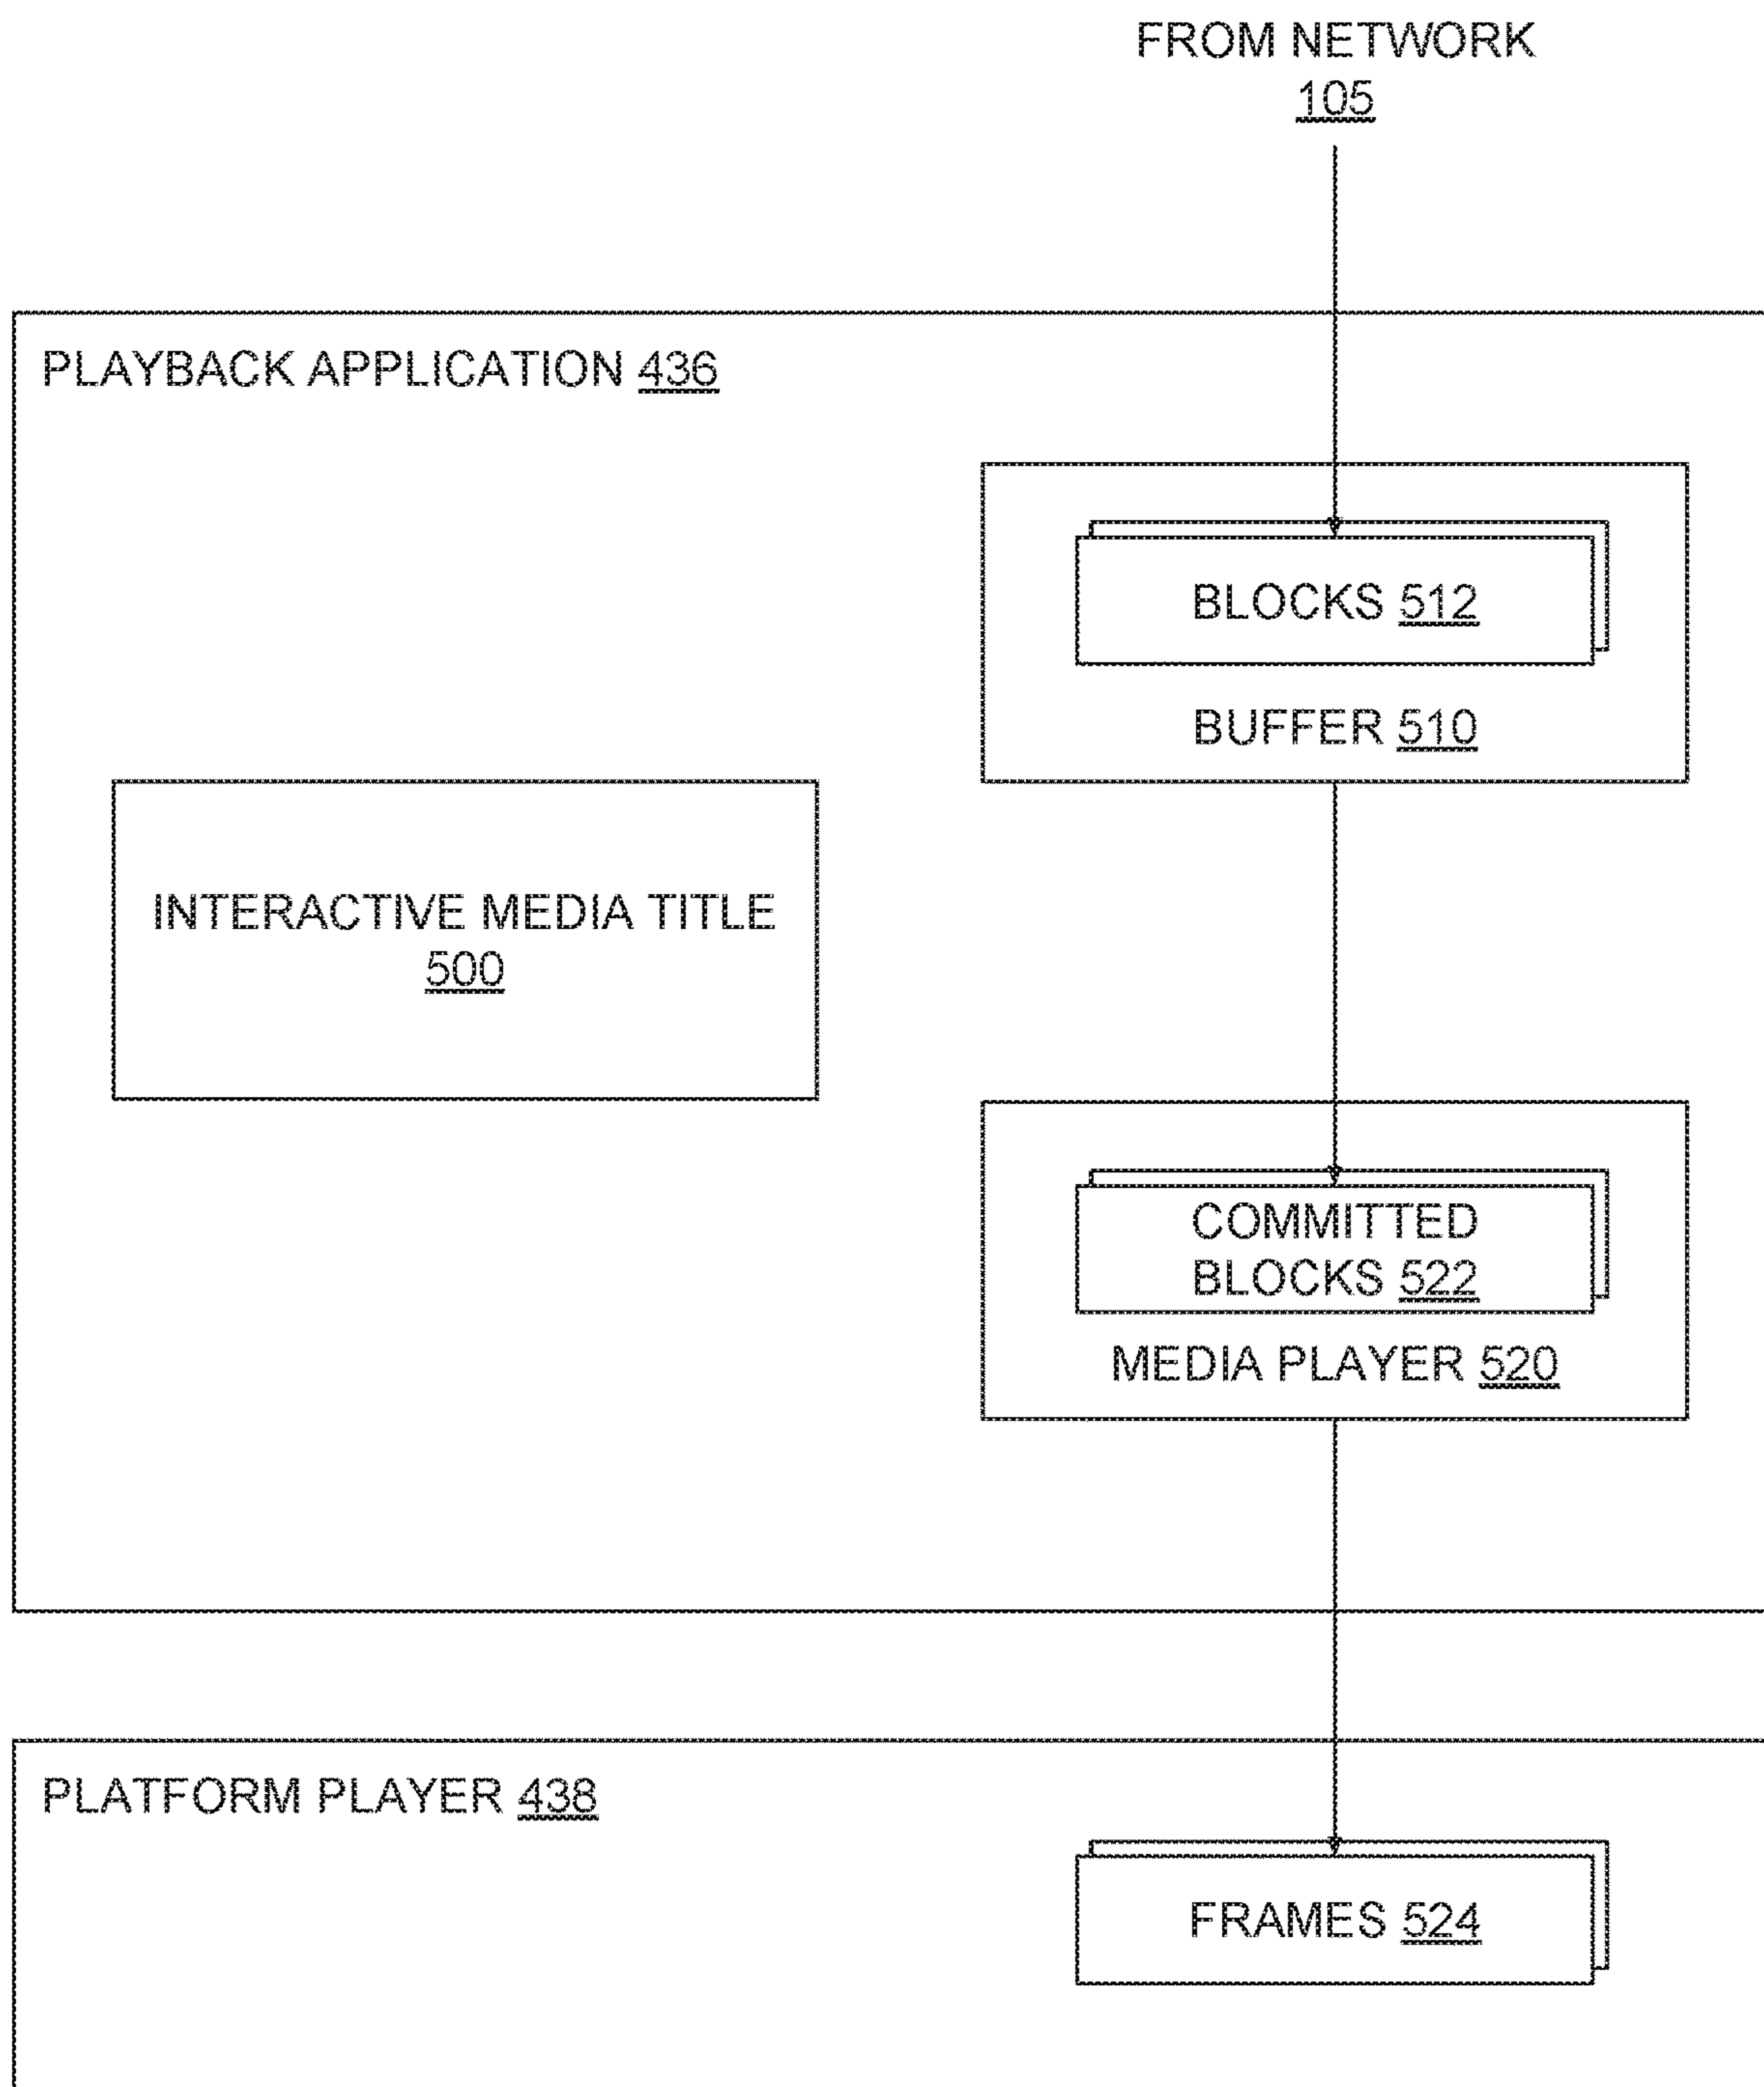 FROM NETWORK
105
PLAYBACK APPLICATION 436
BLOCKS 512
BUFFER 510
INTERACTIVE MEDIA TITLE
500
COMMITTED
BLOCKS 522
MEDIA PLAYER 520
PLATFORM PLAYER 438
FRAMES 524